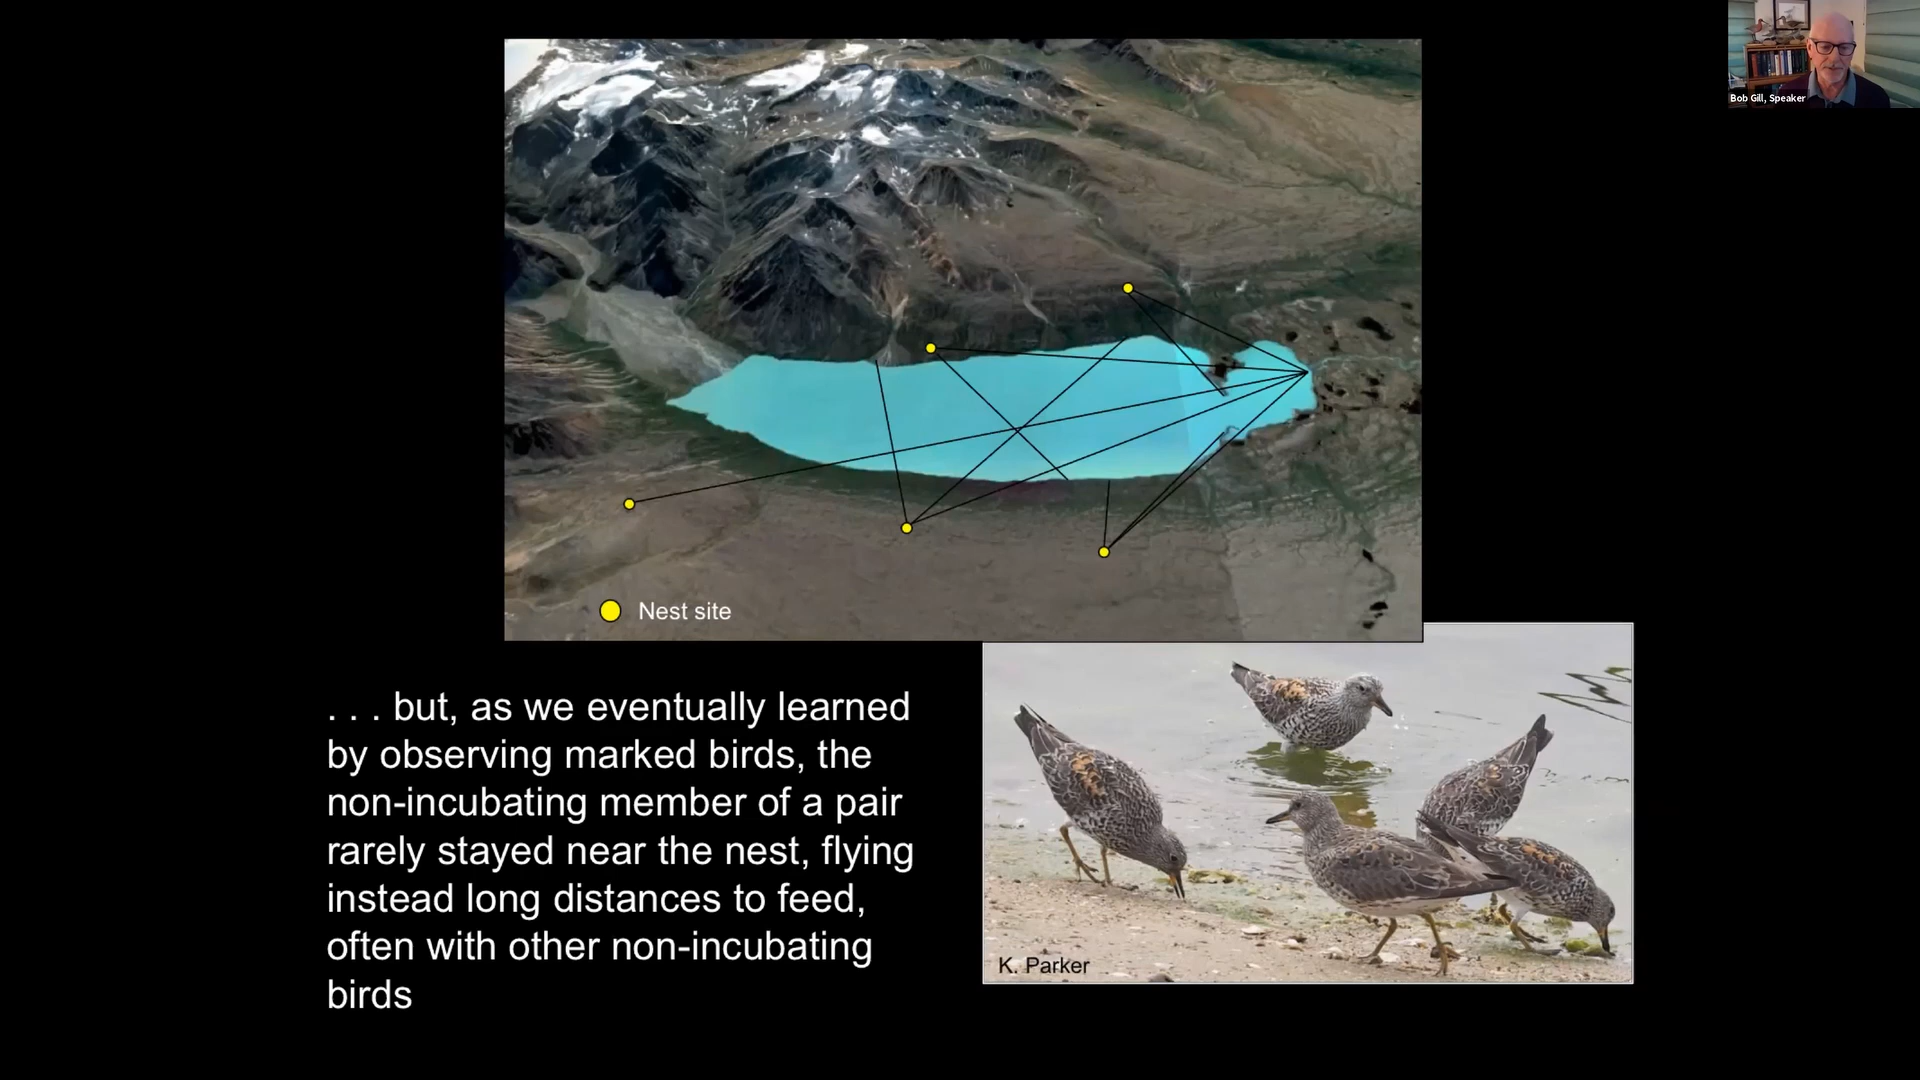 Bob Gill, Speaker
Nest site
. . . but, as we eventually learned
by observing marked birds, the
non-incubating member of a pair
rarely stayed near the nest, flying
instead long distances to feed,
often with other non-incubating
birds
K. Parker